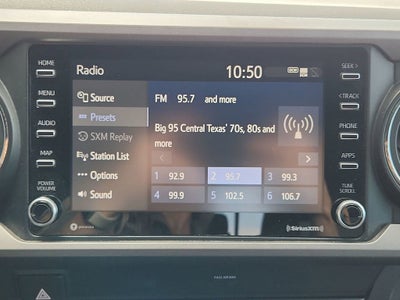 HOME
MENU
AUDIO
MAP
POWER
VOLUME
Radio
10:50
Source
Presets
SXM Replay
Station List
Options
Sound
FM 95.7 and more
Big 95 Central Texas' 70s, 80s and
more
1 92.9 2 95.7 3 99.3
4 99.9 5 102.5 6 106.7
SEEK
TRACK
PHONE
APPS
TUNE
SCROLL
SiriusXM